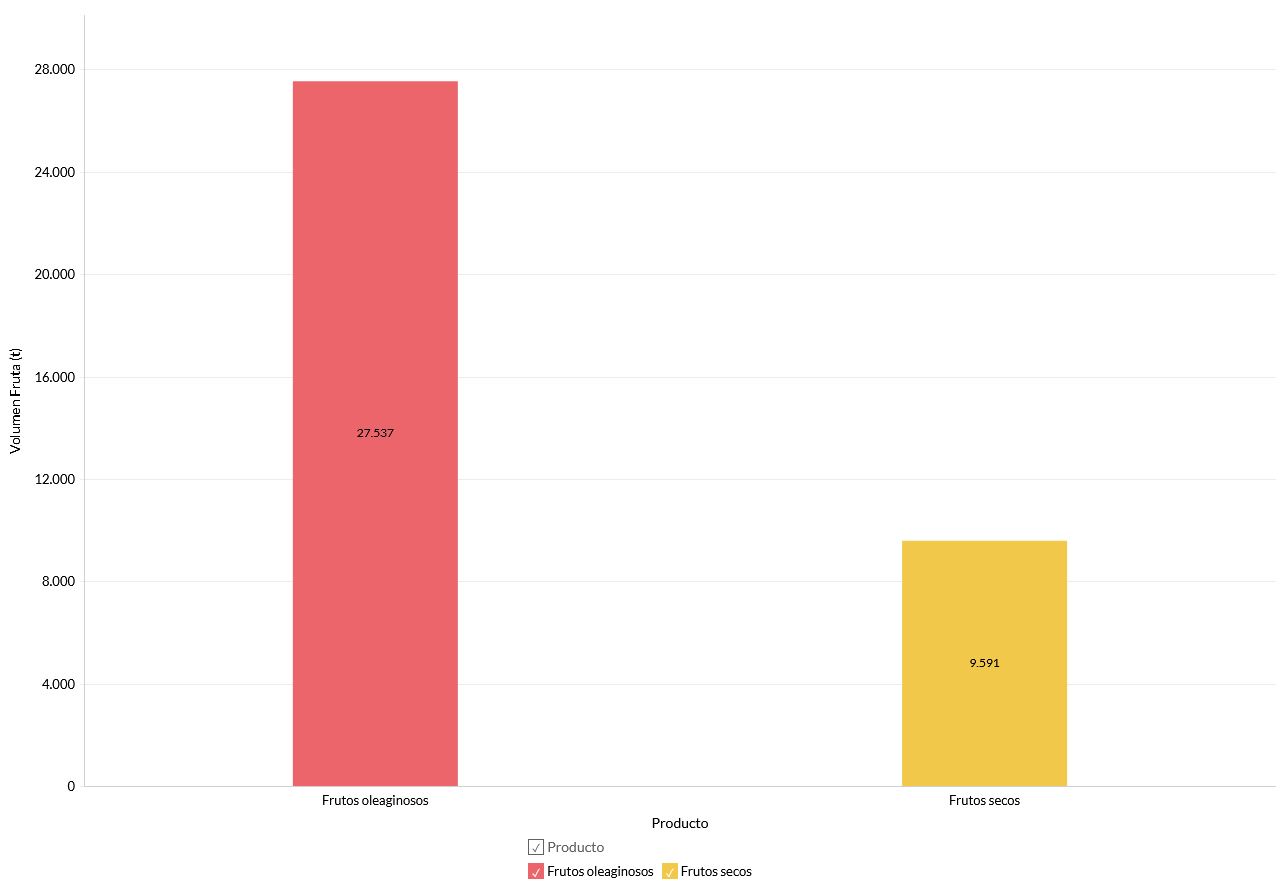 Volumen Fruta (t)
28.000
24.000
20.000
16.000
12.000
8.000
4.000
0
27.537
9.591
Frutos oleaginosos
Frutos secos
Producto
Producto
Frutos oleaginosos Frutos secos